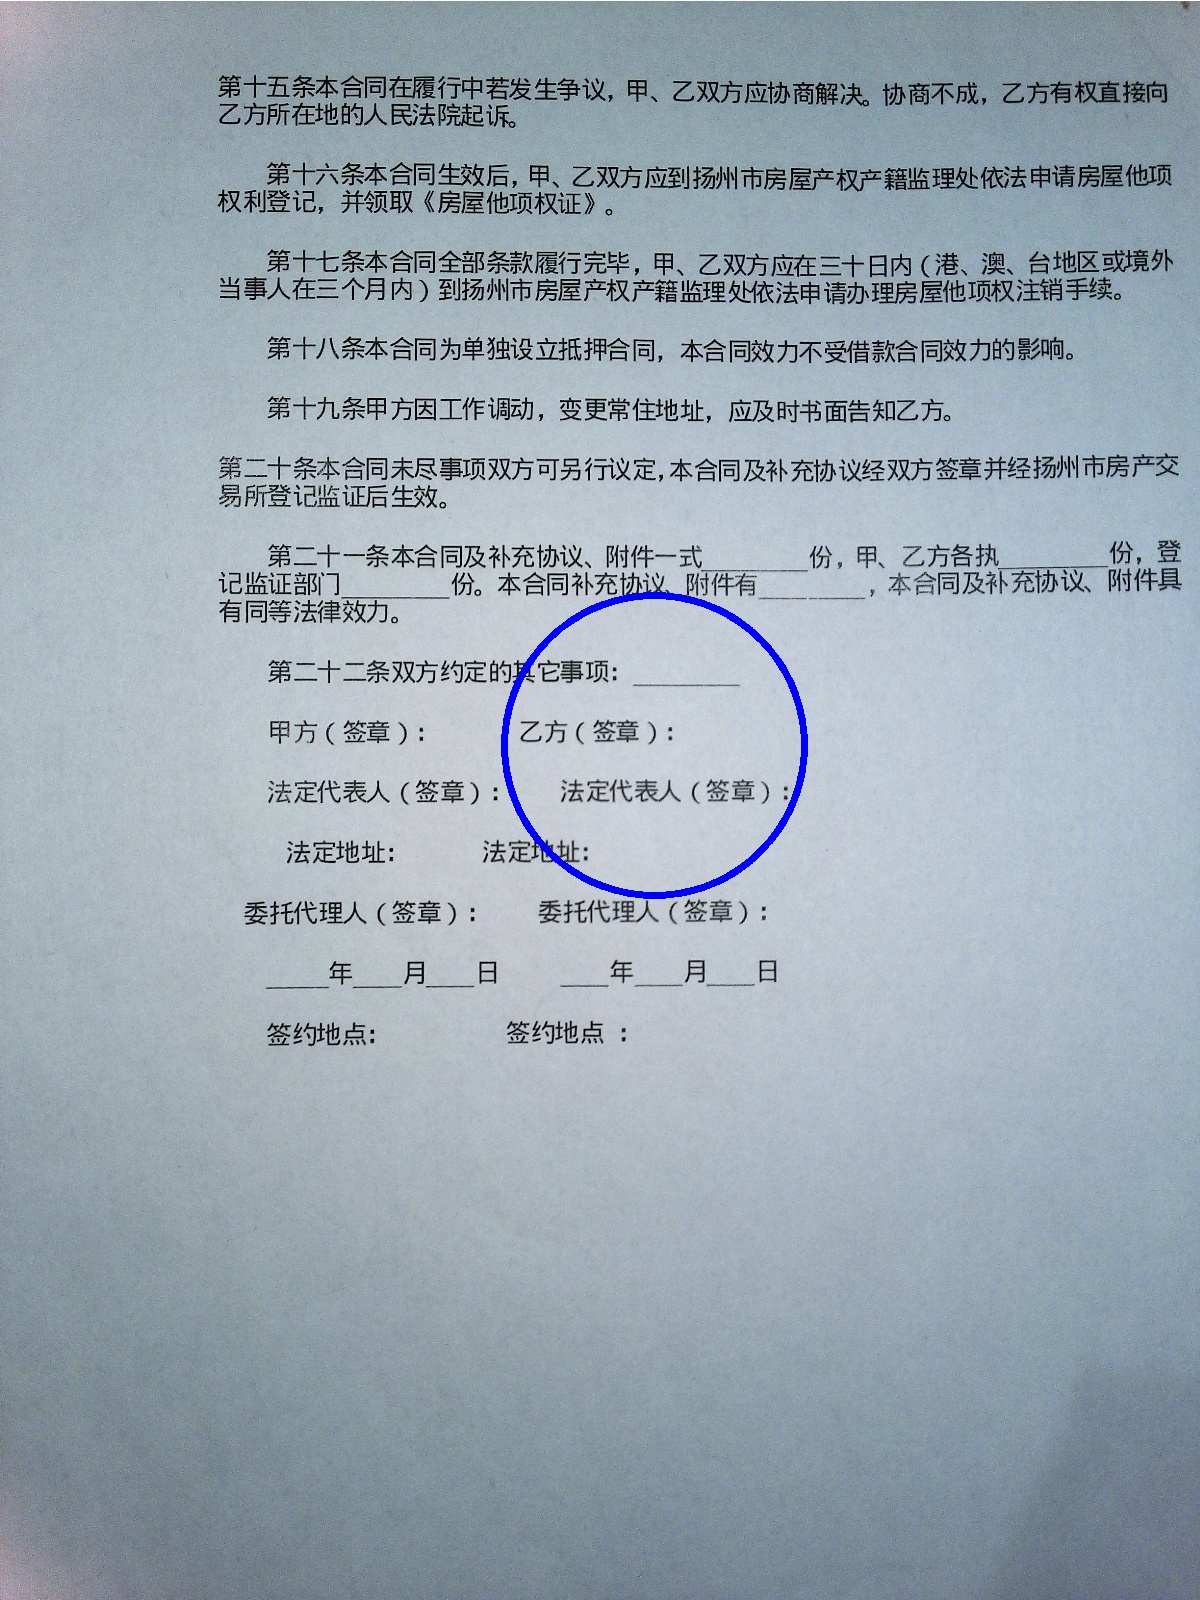 第十五条本合同在履行中若发生争议，甲、乙双方应协商解决。协商不成，乙方有权直接向
乙方所在地的人民法院起诉。
第十六条本合同生效后，甲、乙双方应到扬州市房屋产权产籍监理处依法申请房屋他项
权利登记，并领取《房屋他项权证》。
第十七条本合同全部条款履行完毕，甲、乙双方应在三十日内（港、澳、台地区或境外
当事人在三个月内）到扬州市房屋产权产籍监理处依法申请办理房屋他项权注销手续。
第十八条本合同为单独设立抵押合同，本合同效力不受借款合同效力的影响。
第十九条甲方因工作调动，变更常住地址，应及时书面告知乙方。
第二十条本合同未尽事项双方可另行议定，本合同及补充协议经双方签章并经扬州市房产交
易所登记监证后生效。
第二十一条本合同及补充协议、附件一式_________份，甲、乙方各执_________份，登
记监证部门_________份。本合同补充协议、附件有_________，本合同及补充协议、附件具
有同等法律效力。
第二十二条双方约定的其它事项：_________
甲方（签章）： 乙方（签章）：
法定代表人（签章）： 法定代表人（签章）：
法定地址： 法定地址：
委托代理人（签章）： 委托代理人（签章）：
_____年____月____日 ____年____月____日
签约地点： 签约地点 ：